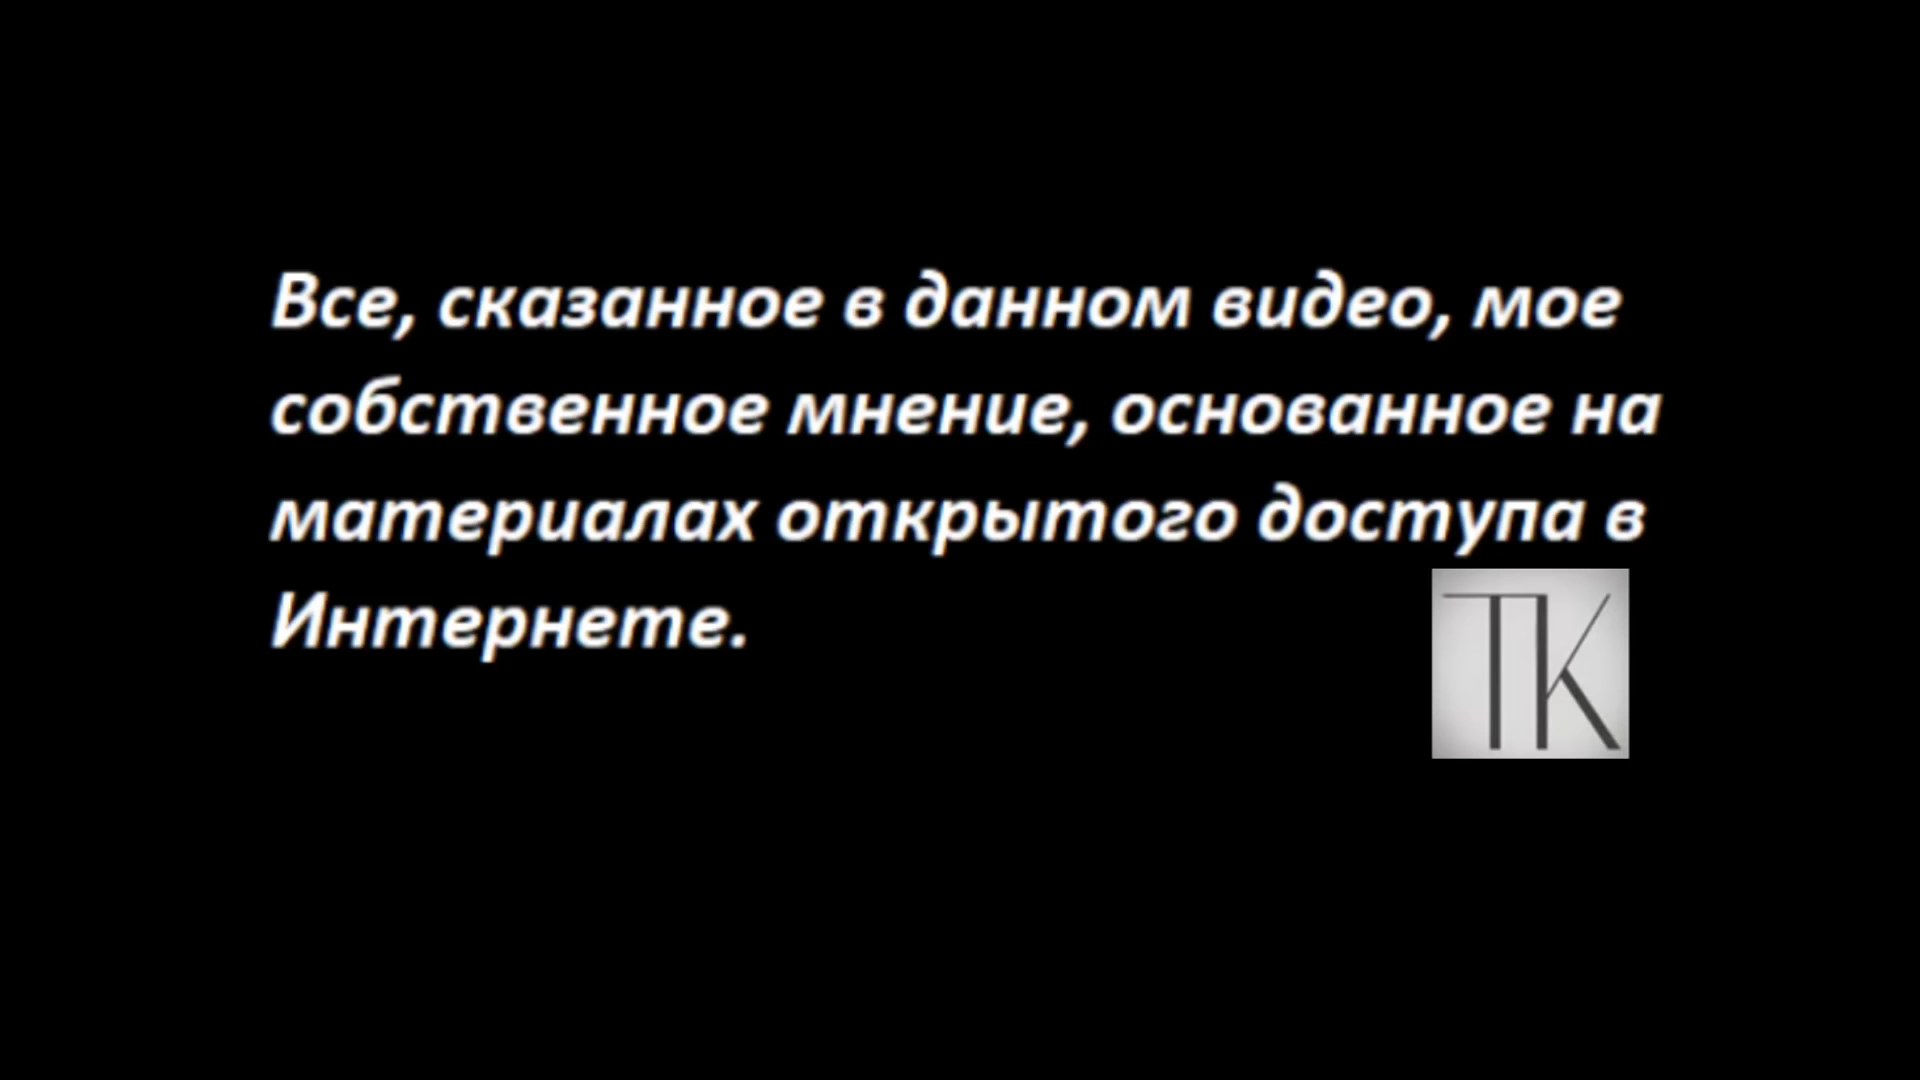 Все, сказанное в данном видео, мое
собственное мнение, основанное на
материалах открытого доступа в
Интернете.
TK